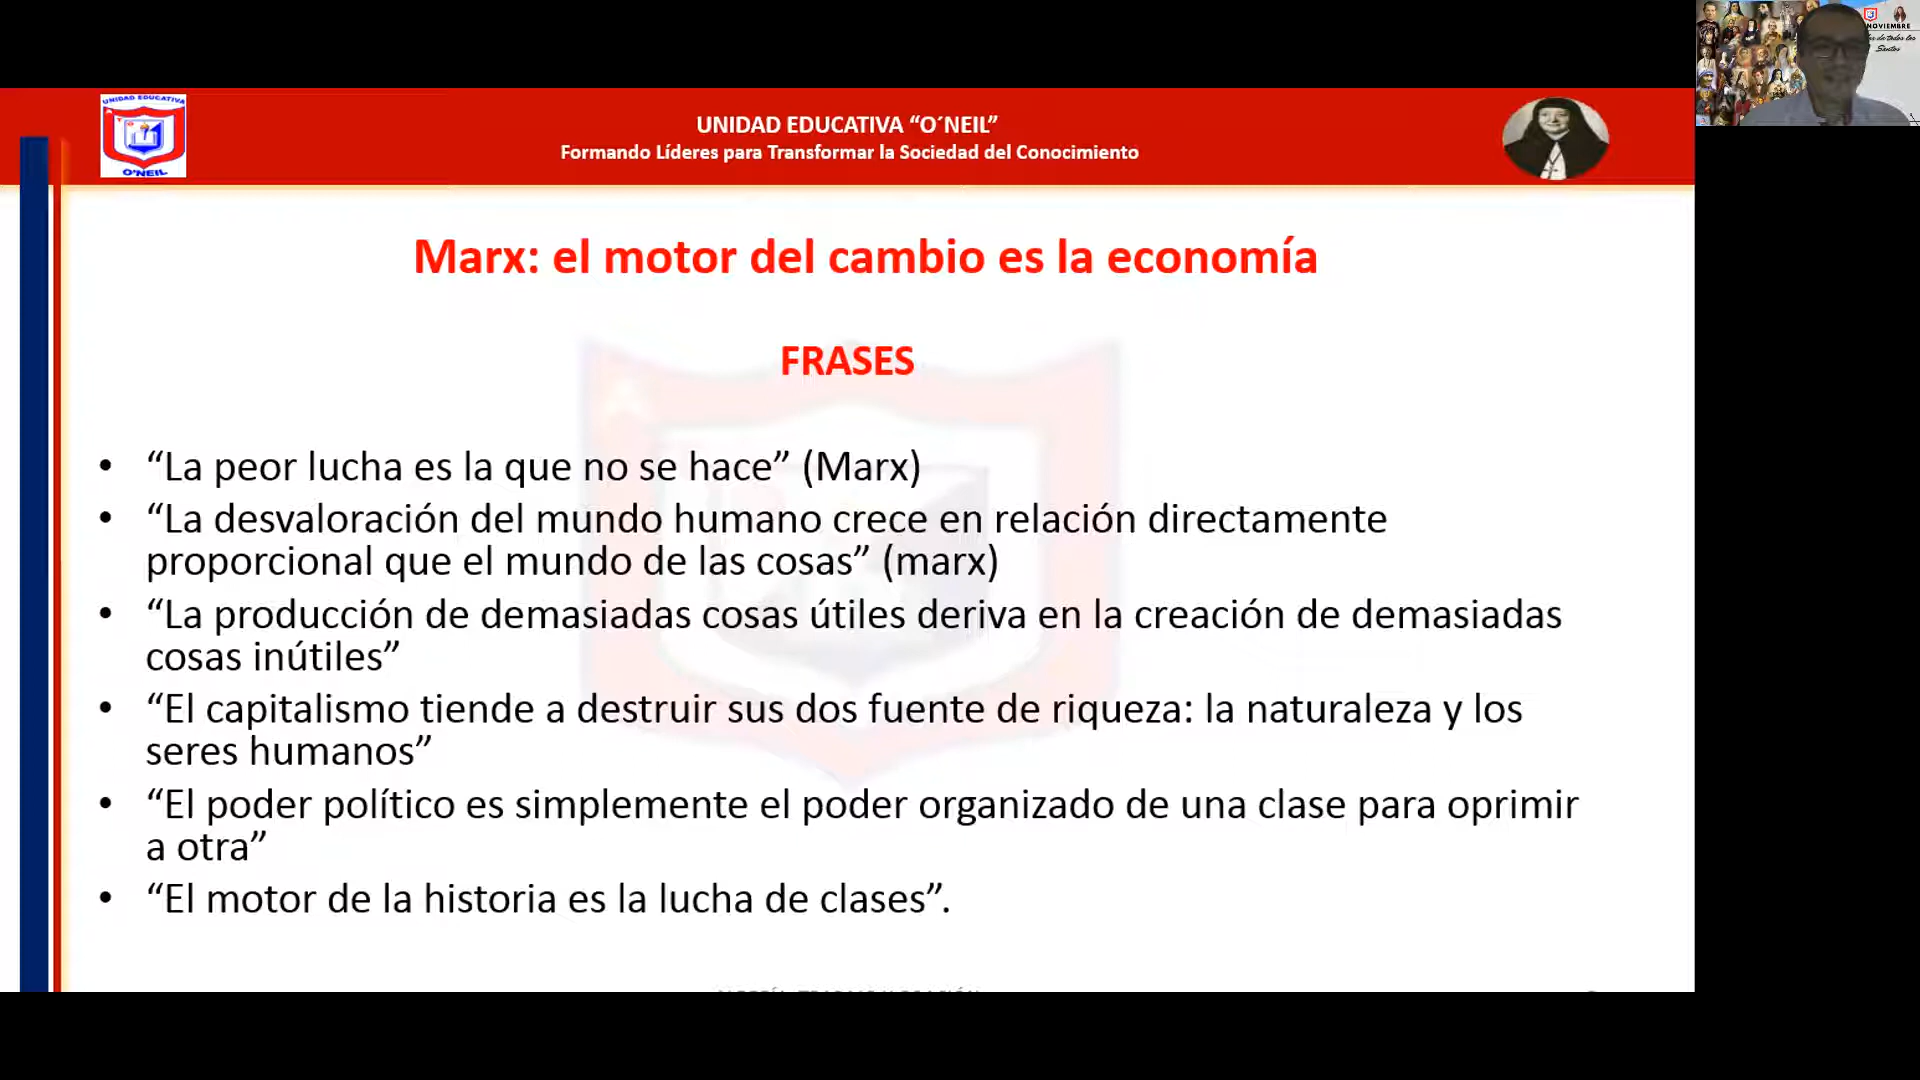 NOVIEMBRE
Santos
UNIDAD EDUCATIVA
O'NEIL
UNIDAD EDUCATIVA “O´NEIL”
Formando Líderes para Transformar la Sociedad del Conocimiento
Marx: el motor del cambio es la economía
FRASES
• “La peor lucha es la que no se hace” (Marx)
• “La desvaloración del mundo humano crece en relación directamente
proporcional que el mundo de las cosas” (marx)
• “La producción de demasiadas cosas útiles deriva en la creación de demasiadas
cosas inútiles”
• “El capitalismo tiende a destruir sus dos fuente de riqueza: la naturaleza y los
seres humanos”
• “El poder político es simplemente el poder organizado de una clase para oprimir
a otra”
• “El motor de la historia es la lucha de clases”.